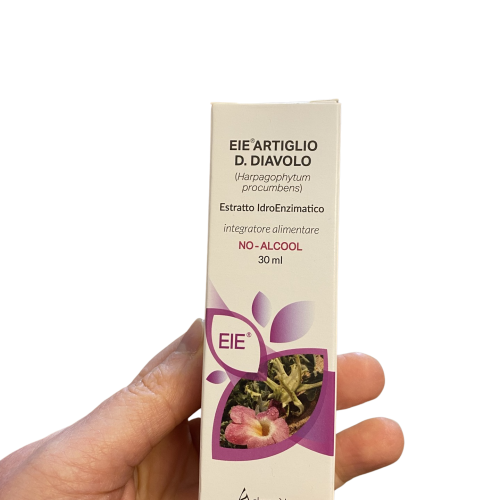 EIE® ARTIGLIO
D. DIAVOLO
(Harpagophytum
procumbens)
Estratto IdroEnzimatico
integratore alimentare
NO-ALCOOL
30 ml
EIE®